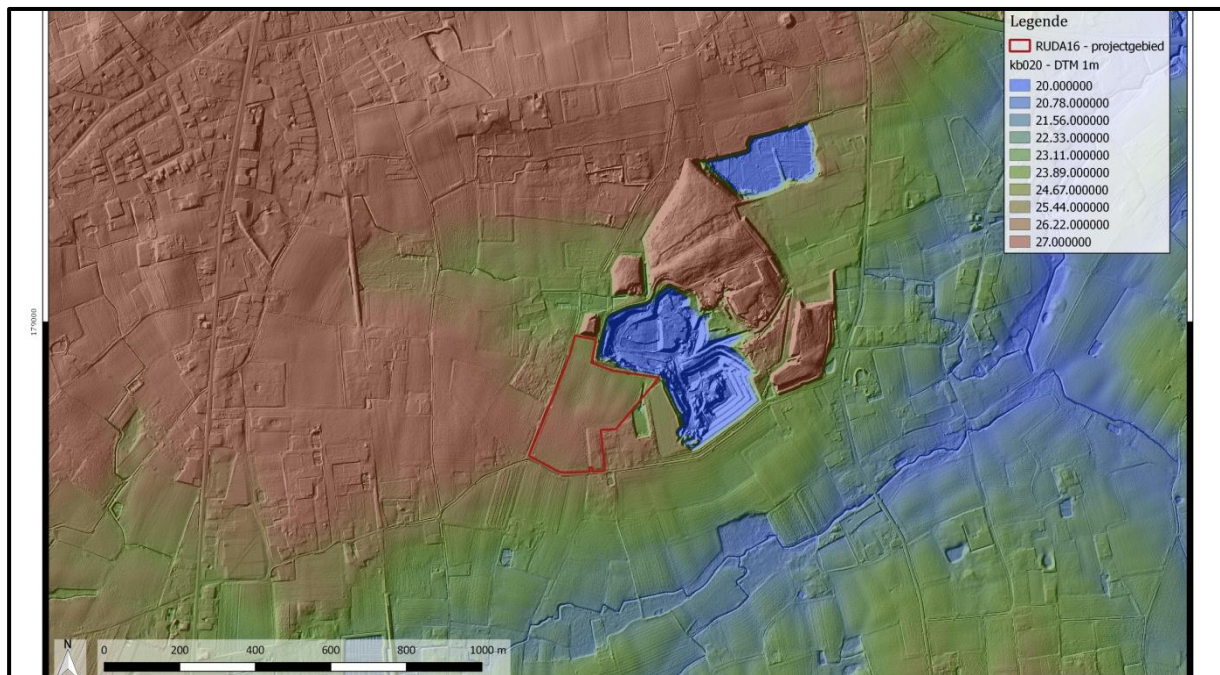 Legende
RUDA16 - projectgebied
kb020 - DTM 1m
20.000000
20.78.000000
21.56.000000
22.33.000000
23.11.000000
23.89.000000
24.67.000000
25.44.000000
26.22.000000
27.000000
179000
N
0 200 400 600 800 1000 m